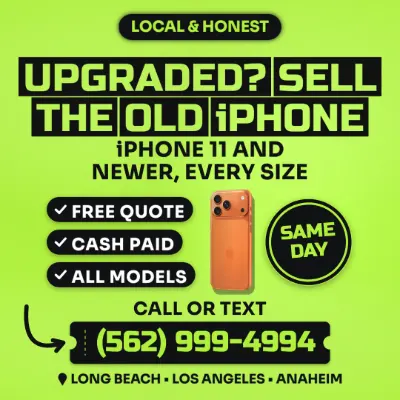 LOCAL & HONEST
UPGRADED? SELL
THE OLD iPHONE
iPHONE 11 AND
NEWER, EVERY SIZE
✓ FREE QUOTE
✓ CASH PAID
✓ ALL MODELS
SAME
DAY
CALL OR TEXT
(562) 999-4994
LONG BEACH • LOS ANGELES • ANAHEIM